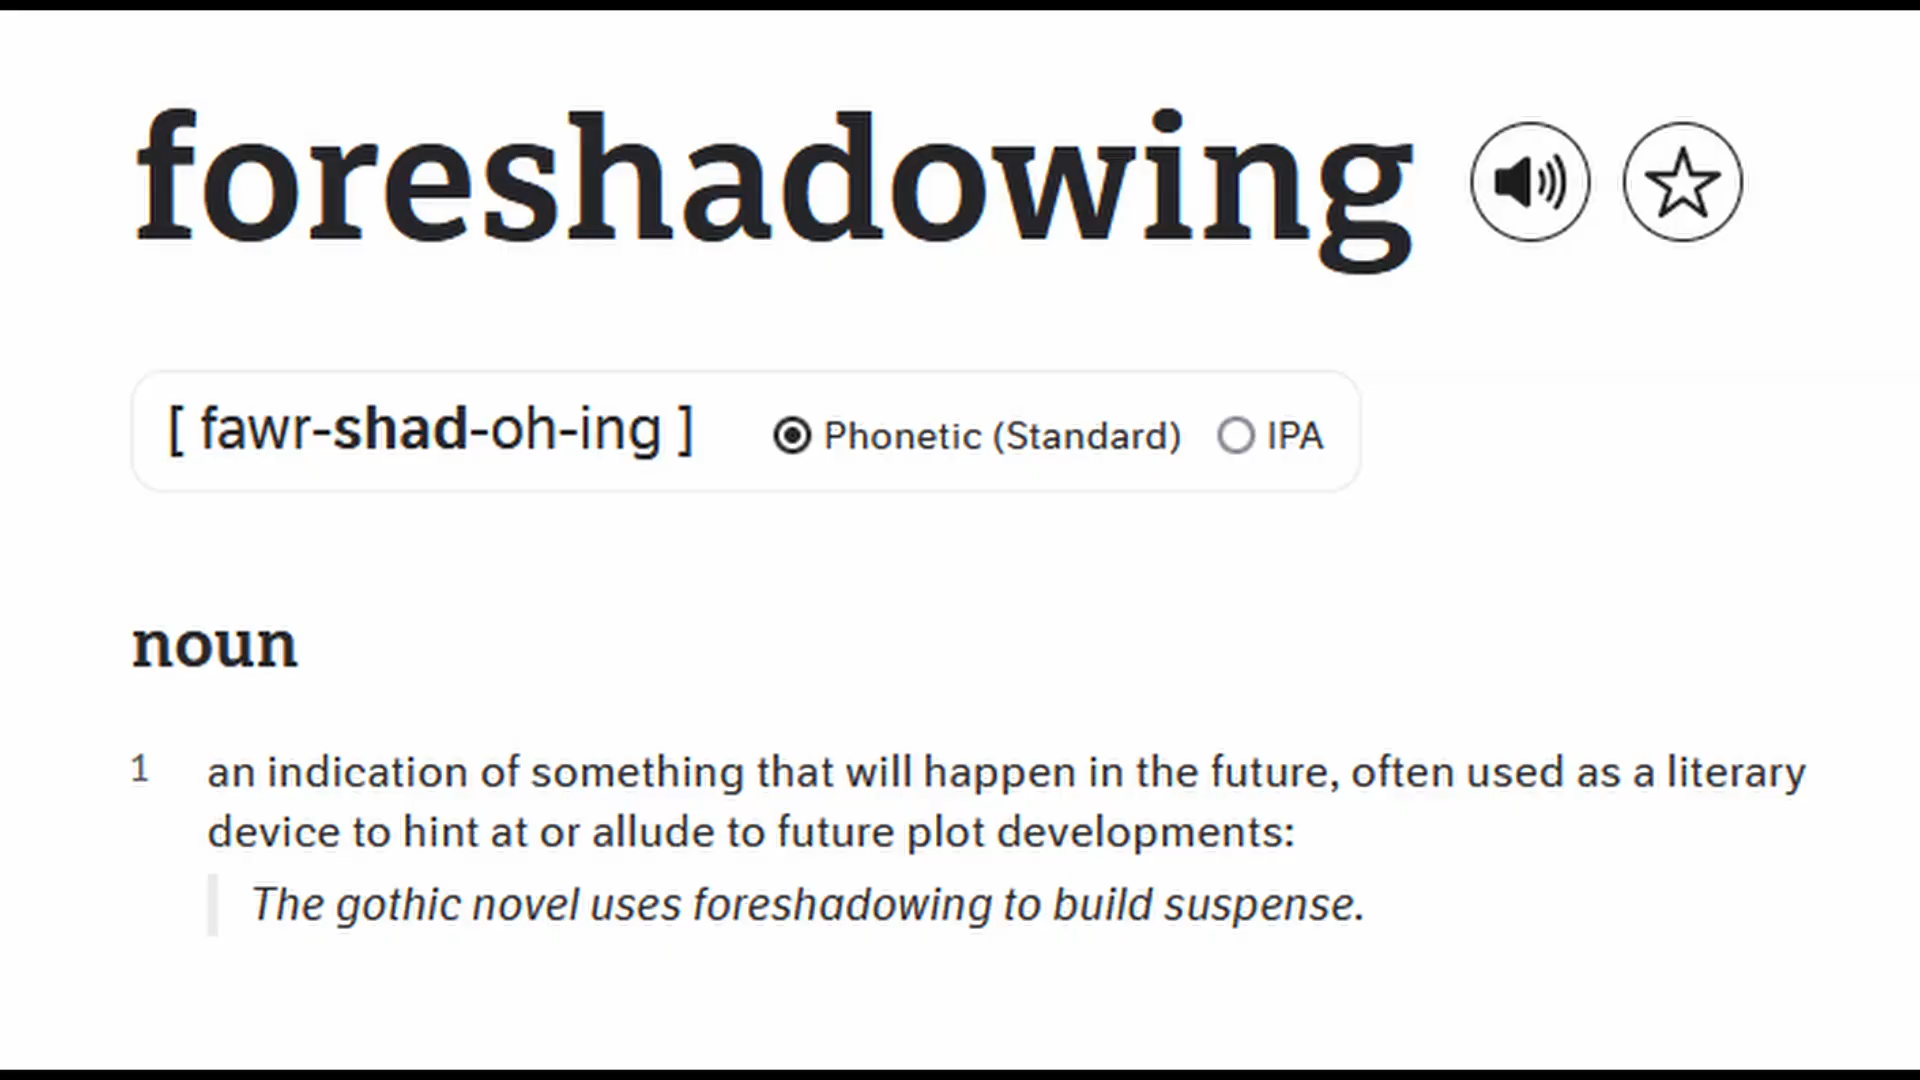 foreshadowing
[ fawr-shad-oh-ing ] Phonetic (Standard) IPA
noun
1 an indication of something that will happen in the future, often used as a literary
device to hint at or allude to future plot developments:
The gothic novel uses foreshadowing to build suspense.